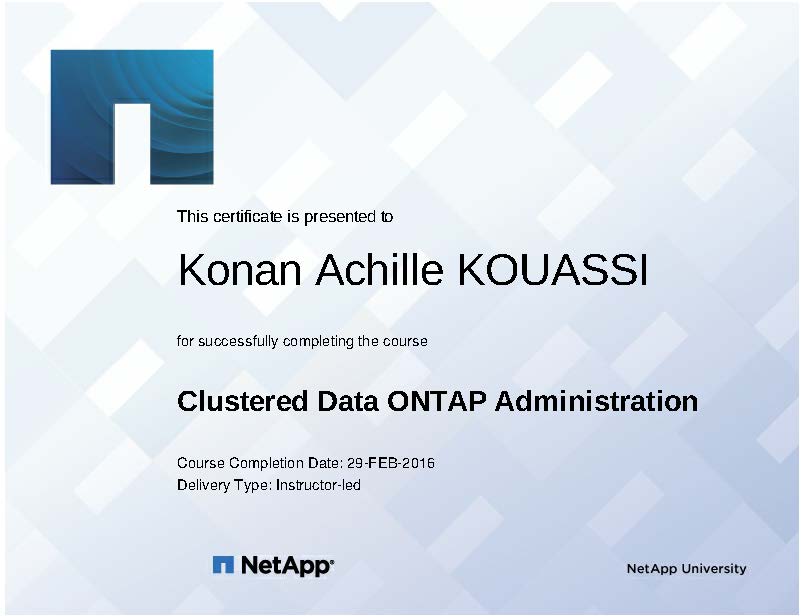 This certificate is presented to
Konan Achille KOUASSI
for successfully completing the course
Clustered Data ONTAP Administration
Course Completion Date: 29-FEB-2016
Delivery Type: Instructor-led
NetApp®
NetApp University